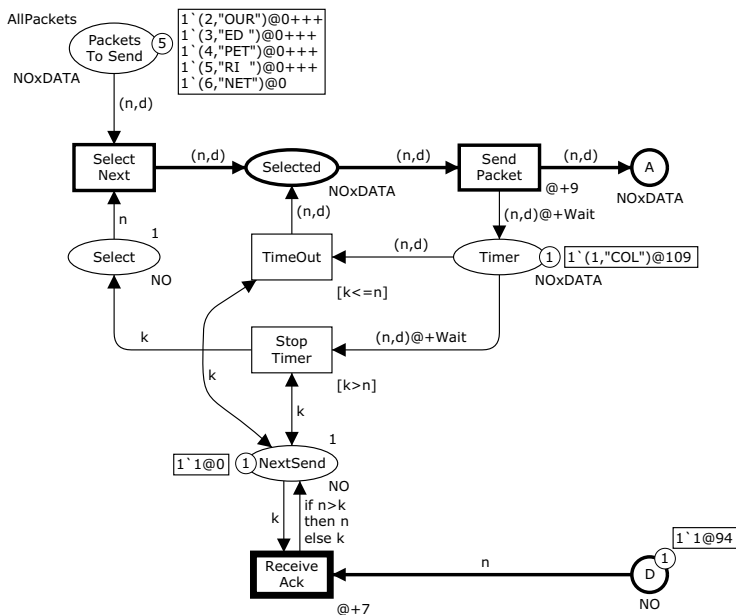 AllPackets
Packets
To Send
5
1`(2,"OUR")@0+++
1`(3,"ED ")@0+++
1`(4,"PET")@0+++
1`(5,"RI  ")@0+++
1`(6,"NET")@0
NOxDATA
(n,d)
Select
Next
(n,d)
Selected
NOxDATA
(n,d)
Send
Packet
@+9
(n,d)
A
NOxDATA
n
(n,d)
(n,d)@+Wait
1
Select
NO
TimeOut
[k<=n]
(n,d)
Timer
1
1`(1,"COL")@109
NOxDATA
k
Stop
Timer
[k>n]
(n,d)@+Wait
k
k
1
1`1@0
1
NextSend
NO
k
if n>k
then n
else k
Receive
Ack
@+7
n
1`1@94
1
D
NO